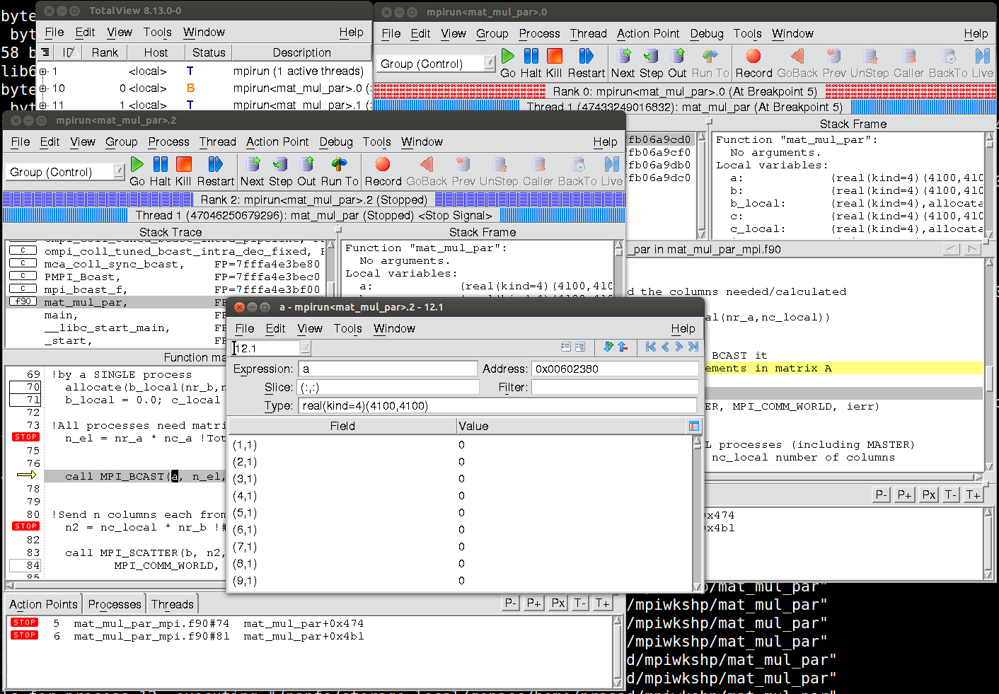 byte
byt
58 b
lib6
byte
byt
TotalView 8.13.0-0
File Edit View Tools Window Help
ID Rank Host Status Description
1 <local> T mpirun (1 active threads)
10 0 <local> B mpirun<mat_mul_par>.0 (
11 1 <local> T mpirun<mat_mul_par>.1 (
mpirun<mat_mul_par>.0
File Edit View Group Process Thread Action Point Debug Tools Window Help
Group (Control)
Go Halt Kill Restart Next Step Out Run To Record GoBack Prev UnStep Caller BackTo Live
Rank 0: mpirun<mat_mul_par>.0 (At Breakpoint 5)
Thread 1 (47433249016832): mat_mul_par (At Breakpoint 5)
Stack Frame
ffb06a9cd0
ffb06a9cf0
ffb06a9db0
ffb06a9dc0
Function "mat_mul_par":
No arguments.
Local variables:
a: (real(kind=4)(4100,410
b: (real(kind=4)(4100,410
b_local: (real(kind=4),allocata
c: (real(kind=4)(4100,410
c_local: (real(kind=4),allocata
_par in mat_mul_par_mpi.f90
d the columns needed/calculated
al(nr_a,nc_local))
BCAST it
ements in matrix A
ER, MPI_COMM_WORLD, ierr)
L processes (including MASTER)
nc_local number of columns
P- P+ Px T- T+
0x474
0x4b1
mpirun<mat_mul_par>.2
File Edit View Group Process Thread Action Point Debug Tools Window Help
Group (Control)
Go Halt Kill Restart Next Step Out Run To Record GoBack Prev UnStep Caller BackTo Live
Rank 2: mpirun<mat_mul_par>.2 (Stopped)
Thread 1 (47046250679296): mat_mul_par (Stopped) <Stop Signal>
Stack Trace
Stack Frame
C ompi_coll_tuned_bcast_intra_dec_fixed,
C mca_coll_sync_bcast, FP=7fffa4e3be80
C PMPI_Bcast, FP=7fffa4e3bec0
C mpi_bcast_f, FP=7fffa4e3bf00
f90 mat_mul_par, FP
main, FP
__libc_start_main, FP
_start, FP
Function "mat_mul_par":
No arguments.
Local variables:
a: (real(kind=4)(4100,410
Function ma
69 !by a SINGLE process
70 allocate(b_local(nr_b,n
71 b_local = 0.0; c_local
72
73 !All processes need matri
STOP n_el = nr_a * nc_a !Tot
75
76
call MPI_BCAST(a, n_el,
78
79
80 !Send n columns each from
STOP n2 = nc_local * nr_b !#
82
83 call MPI_SCATTER(b, n2,
84 MPI_COMM_WORLD,
85
Action Points Processes Threads P- P+ Px T- T+
STOP 5 mat_mul_par_mpi.f90#74 mat_mul_par+0x474
STOP 6 mat_mul_par_mpi.f90#81 mat_mul_par+0x4b1
a - mpirun<mat_mul_par>.2 - 12.1
File Edit View Tools Window Help
12.1
Expression: a Address: 0x00602380
Slice: (:,:) Filter:
Type: real(kind=4)(4100,4100)
Field Value
(1,1) 0
(2,1) 0
(3,1) 0
(4,1) 0
(5,1) 0
(6,1) 0
(7,1) 0
(8,1) 0
(9,1) 0
/mpiwkshp/mat_mul_par"
/mpiwkshp/mat_mul_par"
/mpiwkshp/mat_mul_par"
d/mpiwkshp/mat_mul_par"
d/mpiwkshp/mat_mul_par"